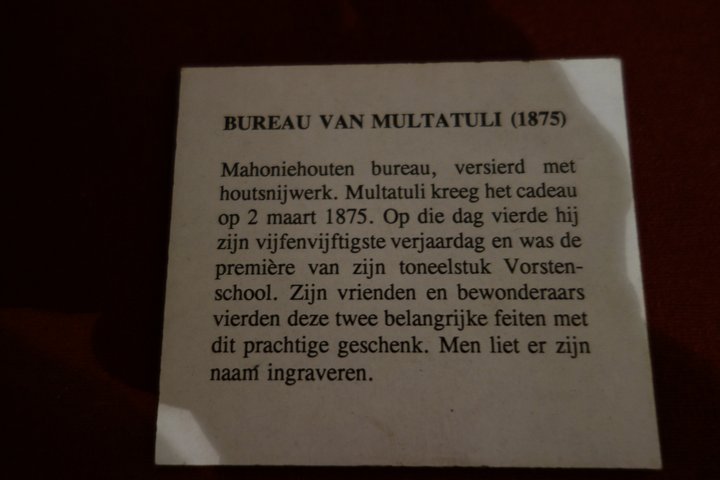 BUREAU VAN MULTATULI (1875)
Mahoniehouten bureau, versierd met
houtsnijwerk. Multatuli kreeg het cadeau
op 2 maart 1875. Op die dag vierde hij
zijn vijfenvijftigste verjaardag en was de
première van zijn toneelstuk Vorsten-
school. Zijn vrienden en bewonderaars
vierden deze twee belangrijke feiten met
dit prachtige geschenk. Men liet er zijn
naam ingraveren.